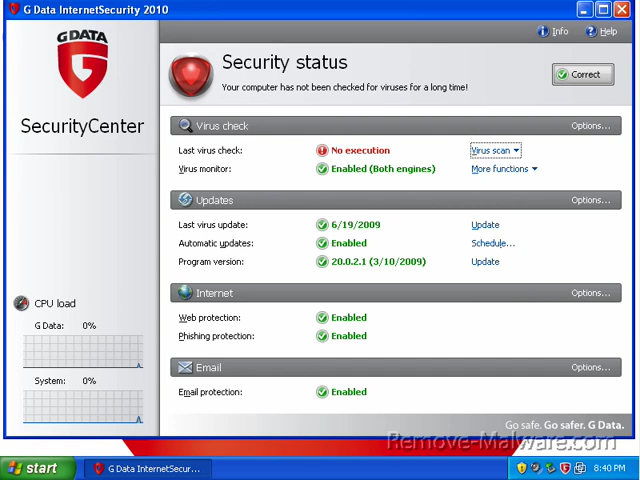 G Data InternetSecurity 2010
Info
Help
G DATA
Security status
Your computer has not been checked for viruses for a long time!
Correct
SecurityCenter
Virus check
Options...
Last virus check:
No execution
Virus scan
Virus monitor:
Enabled (Both engines)
More functions
Updates
Options...
Last virus update:
6/19/2009
Update
Automatic updates:
Enabled
Schedule...
Program version:
20.0.2.1 (3/10/2009)
Update
Internet
Options...
Web protection:
Enabled
Phishing protection:
Enabled
Email
Options...
Email protection:
Enabled
CPU load
G Data: 0%
System: 0%
Go safe. Go safer. G Data.
Remove-Malware.com
start
G Data InternetSecur...
8:40 PM